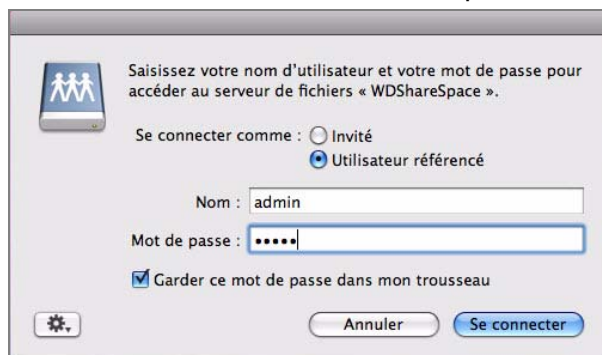 Saisissez votre nom d'utilisateur et votre mot de passe pour
accéder au serveur de fichiers « WDShareSpace ».
Se connecter comme : Invité
Utilisateur référencé
Nom : admin
Mot de passe : •••••
Garder ce mot de passe dans mon trousseau
Annuler Se connecter